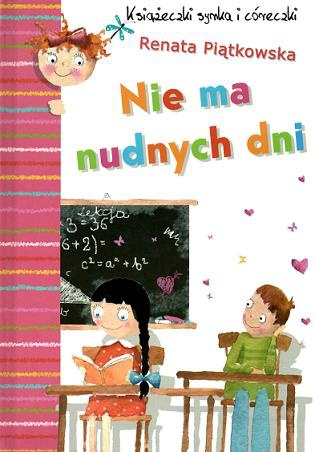 Książeczki synka i córeczki
Renata Piątkowska
Nie ma
nudnych dni
Lekcja
3 = 36
6 + 2) =
c² = a² + b²